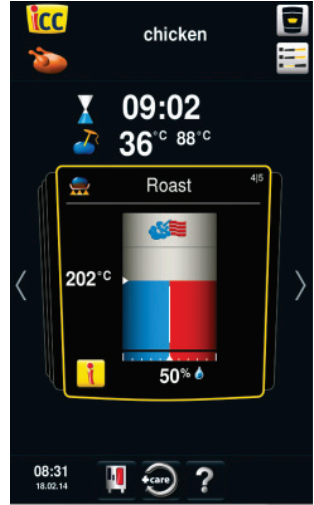 iCC
chicken
09:02
36°C 88°C
Roast 4|5
202°C
i
50%
08:31
18.02.14
+care
?